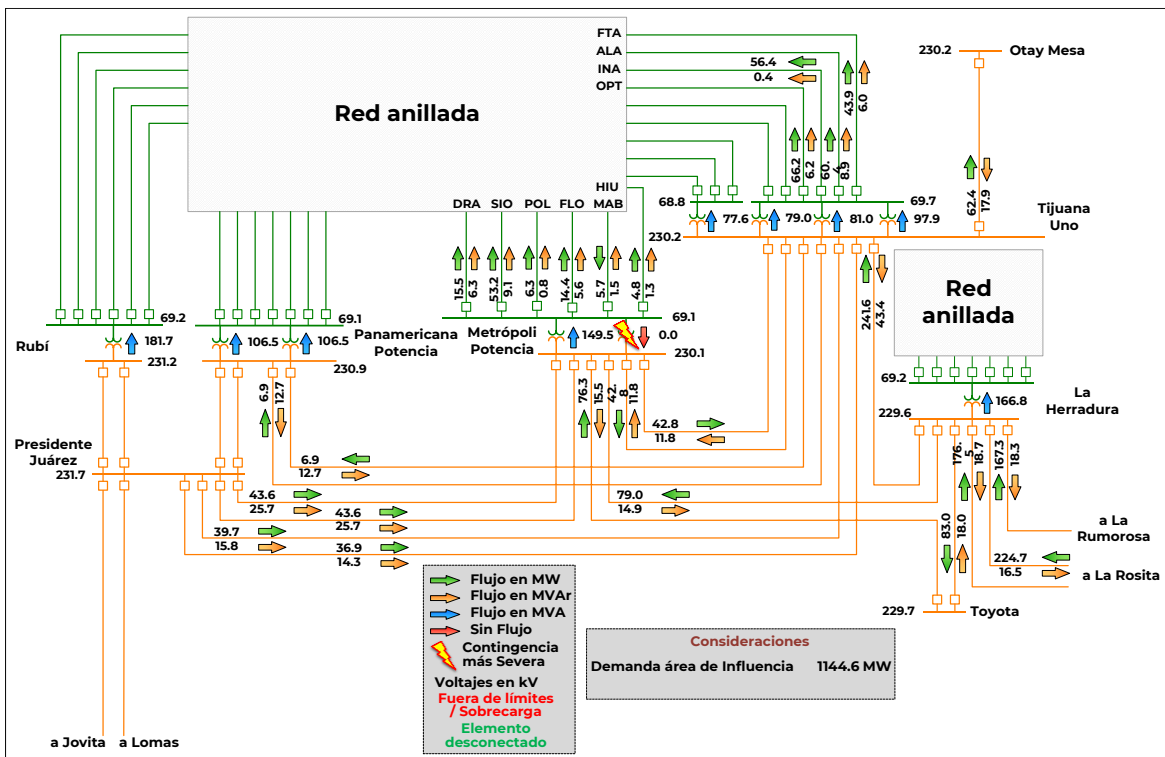 FTA
ALA
INA
OPT
Red anillada
HIU
DRA SIO POL FLO MAB
56.4
0.4
43.9
6.0
66.2
6.2
60.
4
8.9
230.2
Otay Mesa
62.4
17.9
68.8
77.6
79.0
81.0
97.9
69.7
230.2
Tijuana
Uno
15.5
6.3
53.2
9.1
6.3
0.8
14.4
5.6
5.7
1.5
4.8
1.3
241.6
43.4
Red
anillada
69.2
Rubí
181.7
231.2
69.1
Panamericana
Potencia
106.5
106.5
230.9
69.1
Metrópoli
Potencia
149.5
0.0
230.1
69.2
La
Herradura
166.8
229.6
6.9
12.7
76.3
15.5
42.
8
11.8
42.8
11.8
176.
5
18.7
167.3
18.3
Presidente
Juárez
231.7
6.9
12.7
43.6
25.7
43.6
25.7
79.0
14.9
39.7
15.8
36.9
14.3
83.0
18.0
a La
Rumorosa
224.7
16.5
a La Rosita
229.7
Toyota
Flujo en MW
Flujo en MVAr
Flujo en MVA
Sin Flujo
Contingencia
más Severa
Voltajes en kV
Fuera de límites
/ Sobrecarga
Elemento
desconectado
Consideraciones
Demanda área de Influencia 1144.6 MW
a Jovita a Lomas